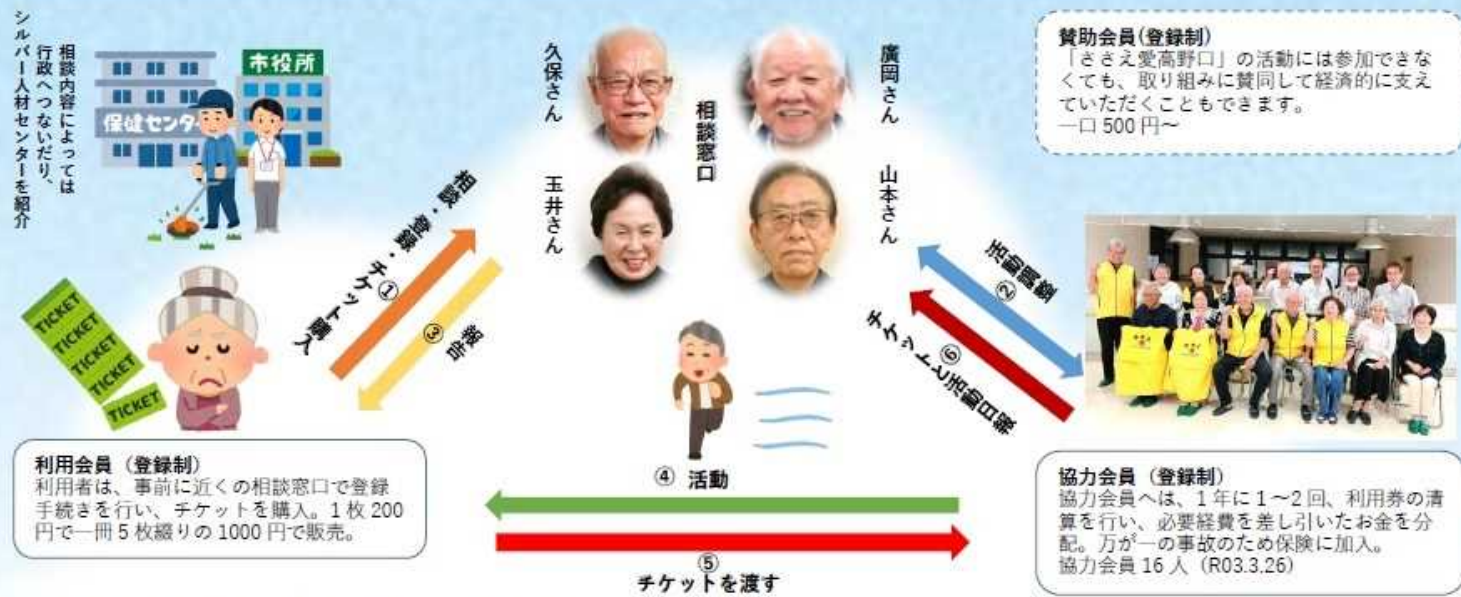 相談内容によっては
行政へつないだり、
シルバー人材センターを紹介
市役所
保健センター
久保さん
玉井さん
相談窓口
廣岡さん
山本さん
賛助会員(登録制)
「ささえ愛高野口」の活動には参加できな
くても、取り組みに賛同して経済的に支え
ていただくこともできます。
一口 500 円~
相談・登録・チケット購入
①
③
報告
活動調整
②
⑥
チケットと活動日報
TICKET
TICKET
TICKET
TICKET
TICKET
利用会員(登録制)
利用者は、事前に近くの相談窓口で登録
手続きを行い、チケットを購入。1 枚 200
円で一冊 5 枚綴りの 1000 円で販売。
④ 活動
⑤
チケットを渡す
協力会員(登録制)
協力会員へは、1 年に 1~2 回、利用券の清
算を行い、必要経費を差し引いたお金を分
配。万が一の事故のため保険に加入。
協力会員 16 人(R03.3.26)